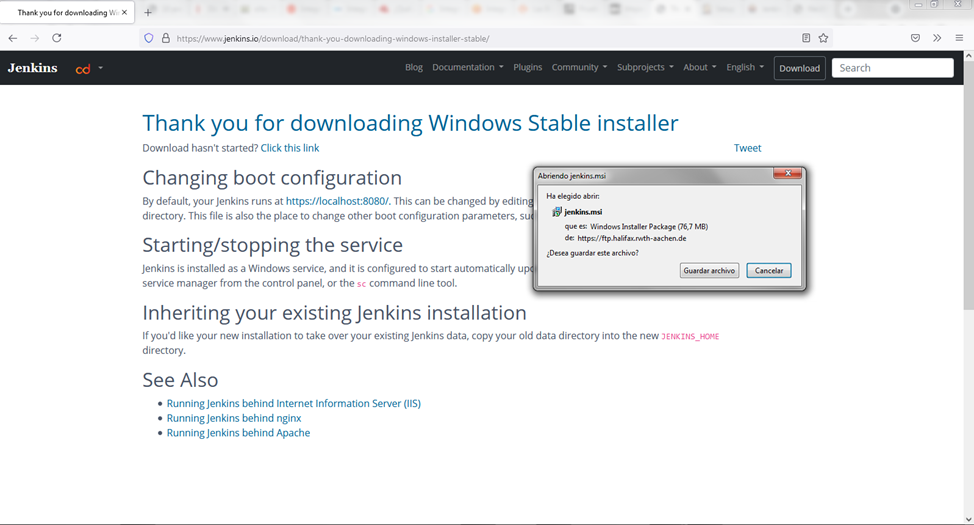 Thank you for downloading Wi
https://www.jenkins.io/download/thank-you-downloading-windows-installer-stable/
Jenkins cd Blog Documentation Plugins Community Subprojects About English Download Search
Thank you for downloading Windows Stable installer
Download hasn't started? Click this link Tweet
Changing boot configuration
By default, your Jenkins runs at https://localhost:8080/. This can be changed by editing
directory. This file is also the place to change other boot configuration parameters, suc
Starting/stopping the service
Jenkins is installed as a Windows service, and it is configured to start automatically upo
service manager from the control panel, or the sc command line tool.
Inheriting your existing Jenkins installation
If you'd like your new installation to take over your existing Jenkins data, copy your old data directory into the new JENKINS_HOME
directory.
See Also
Running Jenkins behind Internet Information Server (IIS)
Running Jenkins behind nginx
Running Jenkins behind Apache
Abriendo jenkins.msi
Ha elegido abrir:
jenkins.msi
que es: Windows Installer Package (76,7 MB)
de: https://ftp.halifax.rwth-aachen.de
¿Desea guardar este archivo?
Guardar archivo Cancelar